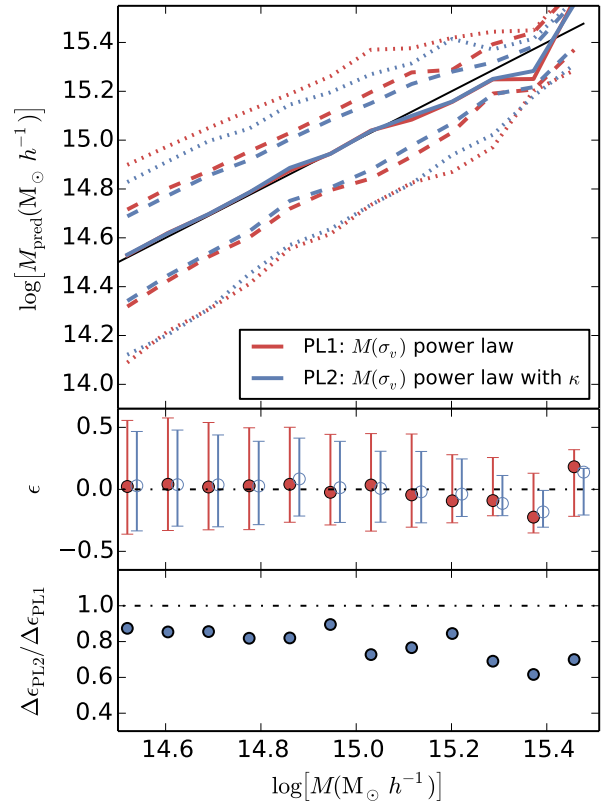 15.4
15.2
15.0
14.8
14.6
14.4
14.2
14.0
log[M_pred(M_⊙ h⁻¹)]
PL1: M(σ_v) power law
PL2: M(σ_v) power law with κ
0.5
0.0
−0.5
ϵ
1.0
0.8
0.6
0.4
Δϵ_PL2/Δϵ_PL1
14.6 14.8 15.0 15.2 15.4
log[M(M_⊙ h⁻¹)]